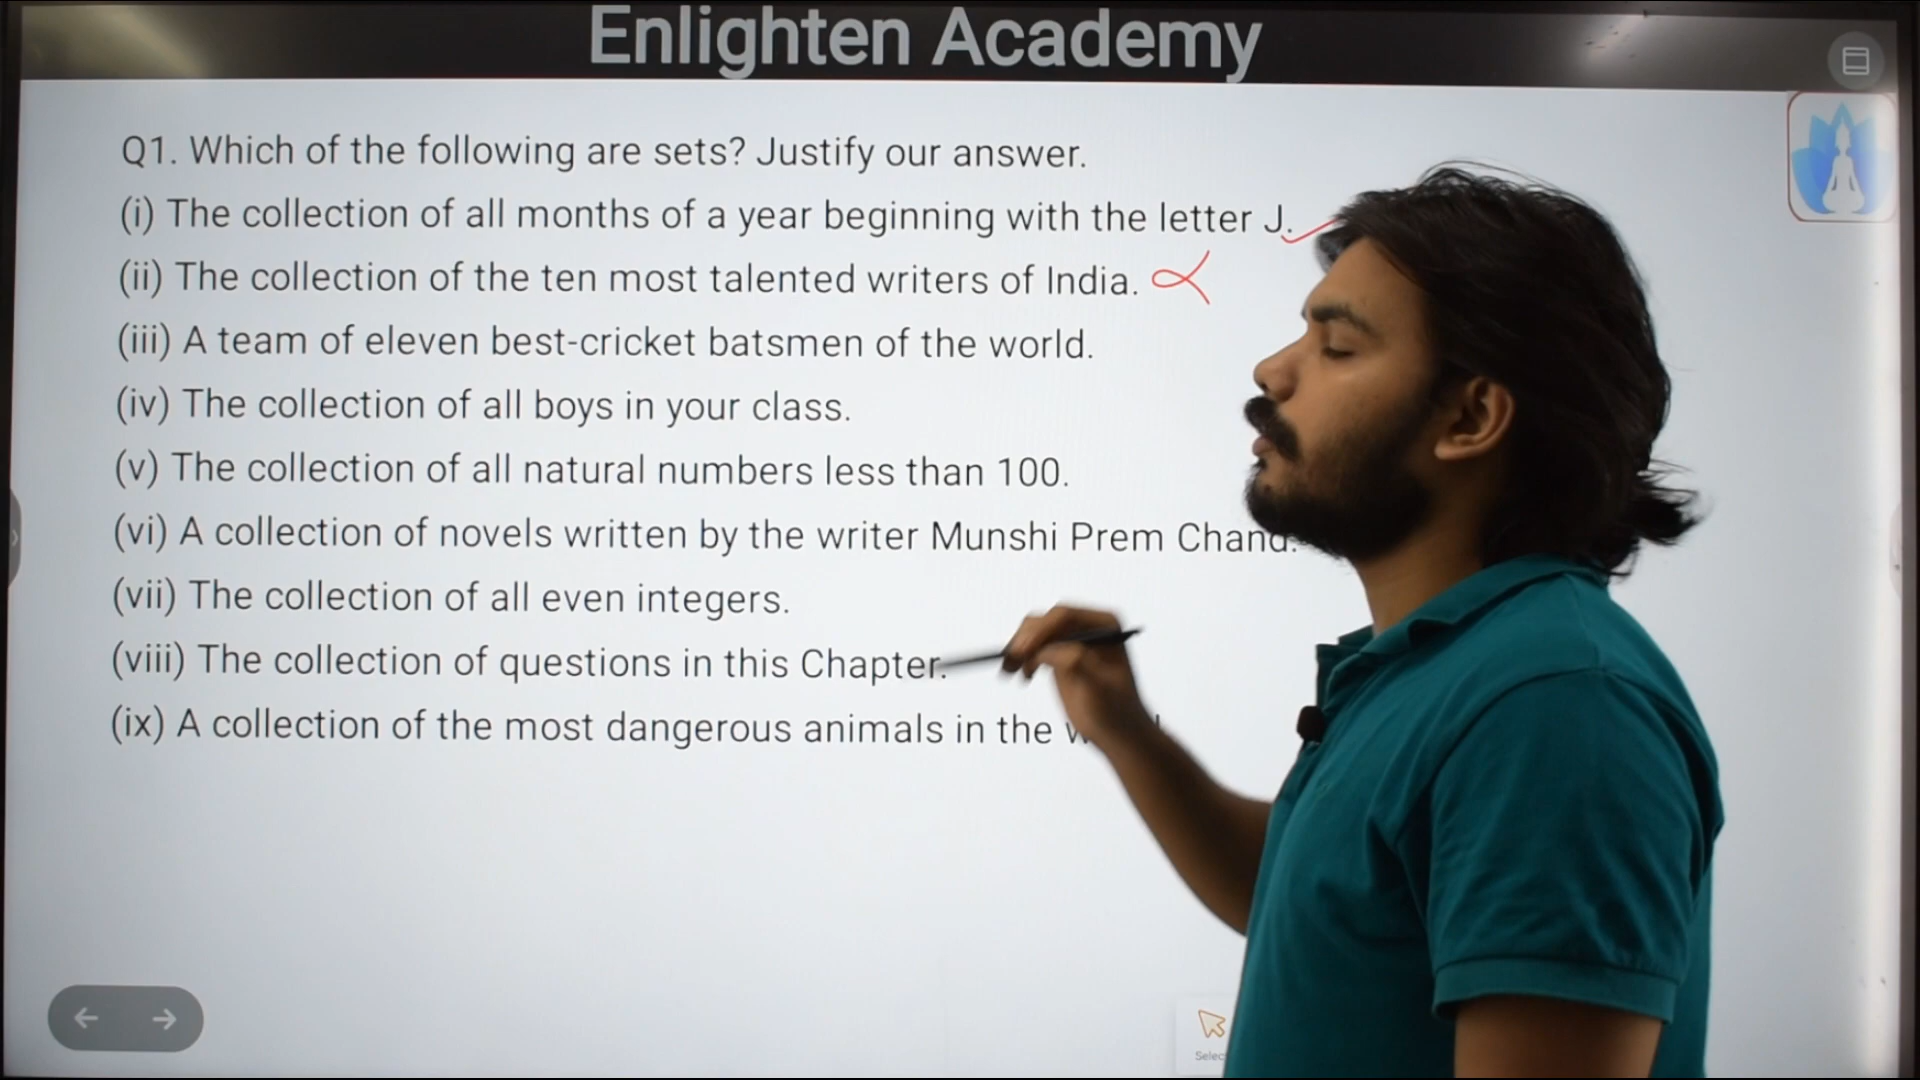 Enlighten Academy
Q1. Which of the following are sets? Justify our answer.
(i) The collection of all months of a year beginning with the letter J.
(ii) The collection of the ten most talented writers of India.
(iii) A team of eleven best-cricket batsmen of the world.
(iv) The collection of all boys in your class.
(v) The collection of all natural numbers less than 100.
(vi) A collection of novels written by the writer Munshi Prem Chand.
(vii) The collection of all even integers.
(viii) The collection of questions in this Chapter.
(ix) A collection of the most dangerous animals in the